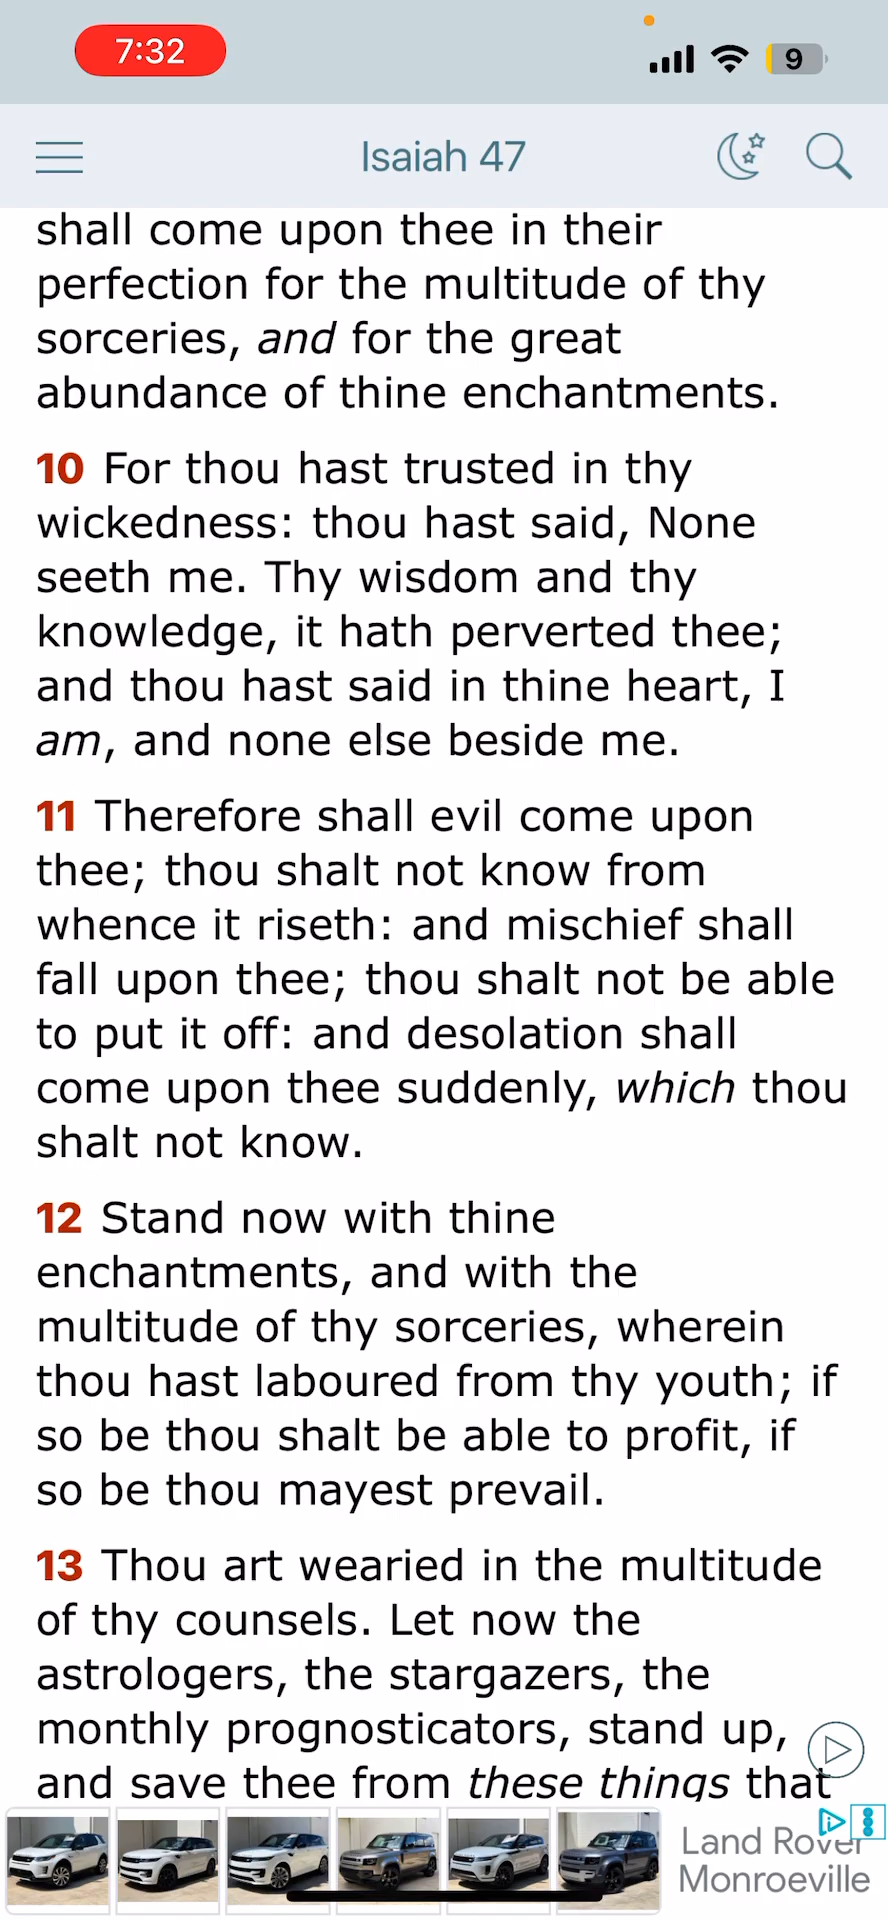 7:32
9
Isaiah 47
shall come upon thee in their
perfection for the multitude of thy
sorceries, and for the great
abundance of thine enchantments.
10 For thou hast trusted in thy
wickedness: thou hast said, None
seeth me. Thy wisdom and thy
knowledge, it hath perverted thee;
and thou hast said in thine heart, I
am, and none else beside me.
11 Therefore shall evil come upon
thee; thou shalt not know from
whence it riseth: and mischief shall
fall upon thee; thou shalt not be able
to put it off: and desolation shall
come upon thee suddenly, which thou
shalt not know.
12 Stand now with thine
enchantments, and with the
multitude of thy sorceries, wherein
thou hast laboured from thy youth; if
so be thou shalt be able to profit, if
so be thou mayest prevail.
13 Thou art wearied in the multitude
of thy counsels. Let now the
astrologers, the stargazers, the
monthly prognosticators, stand up,
and save thee from these things that
Land Rover
Monroeville